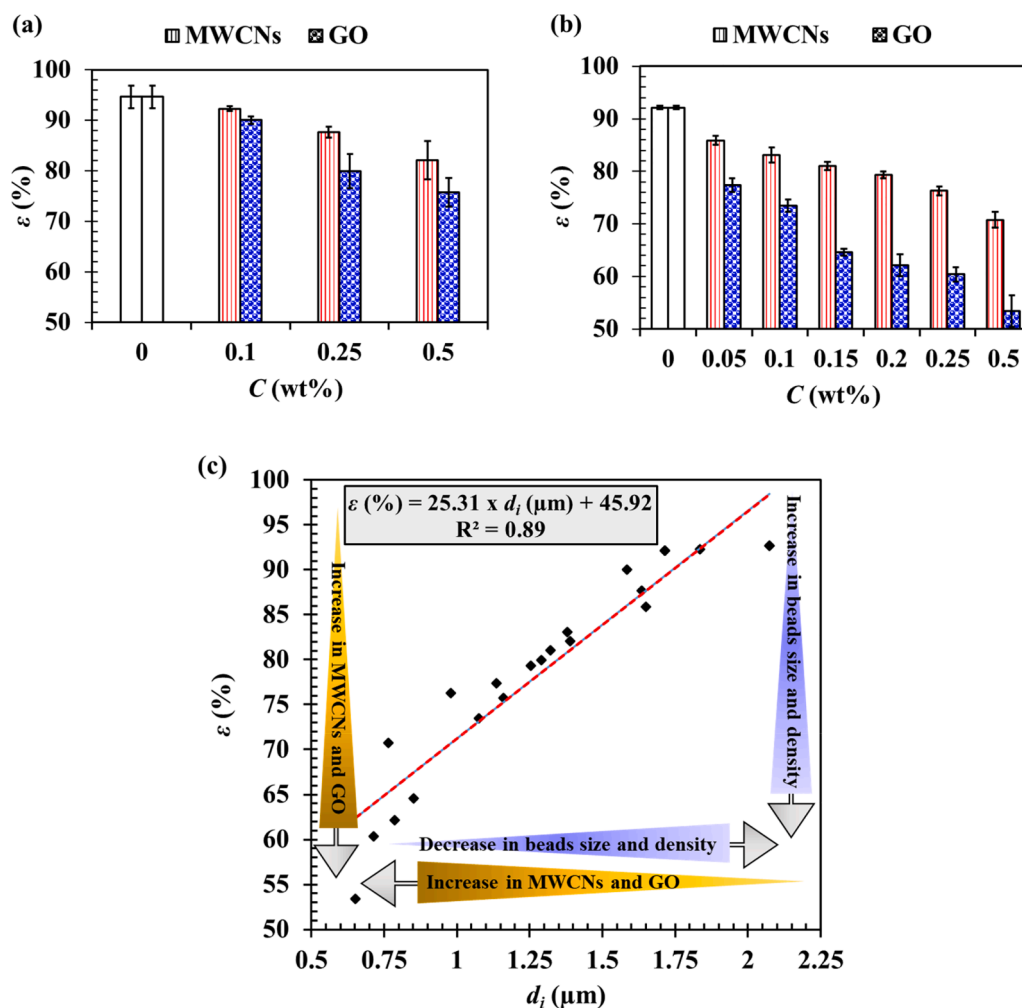 (a)
MWCNs GO
100
90
80
70
60
50
ε (%)
0 0.1 0.25 0.5
C (wt%)
(b)
MWCNs GO
100
90
80
70
60
50
ε (%)
0 0.05 0.1 0.15 0.2 0.25 0.5
C (wt%)
(c)
100
95
90
85
80
75
70
65
60
55
50
ε (%)
ε (%) = 25.31 x dᵢ (µm) + 45.92
R² = 0.89
Increase in MWCNs and GO
Increase in beads size and density
Decrease in beads size and density
Increase in MWCNs and GO
0.5 0.75 1 1.25 1.5 1.75 2 2.25
dᵢ (µm)